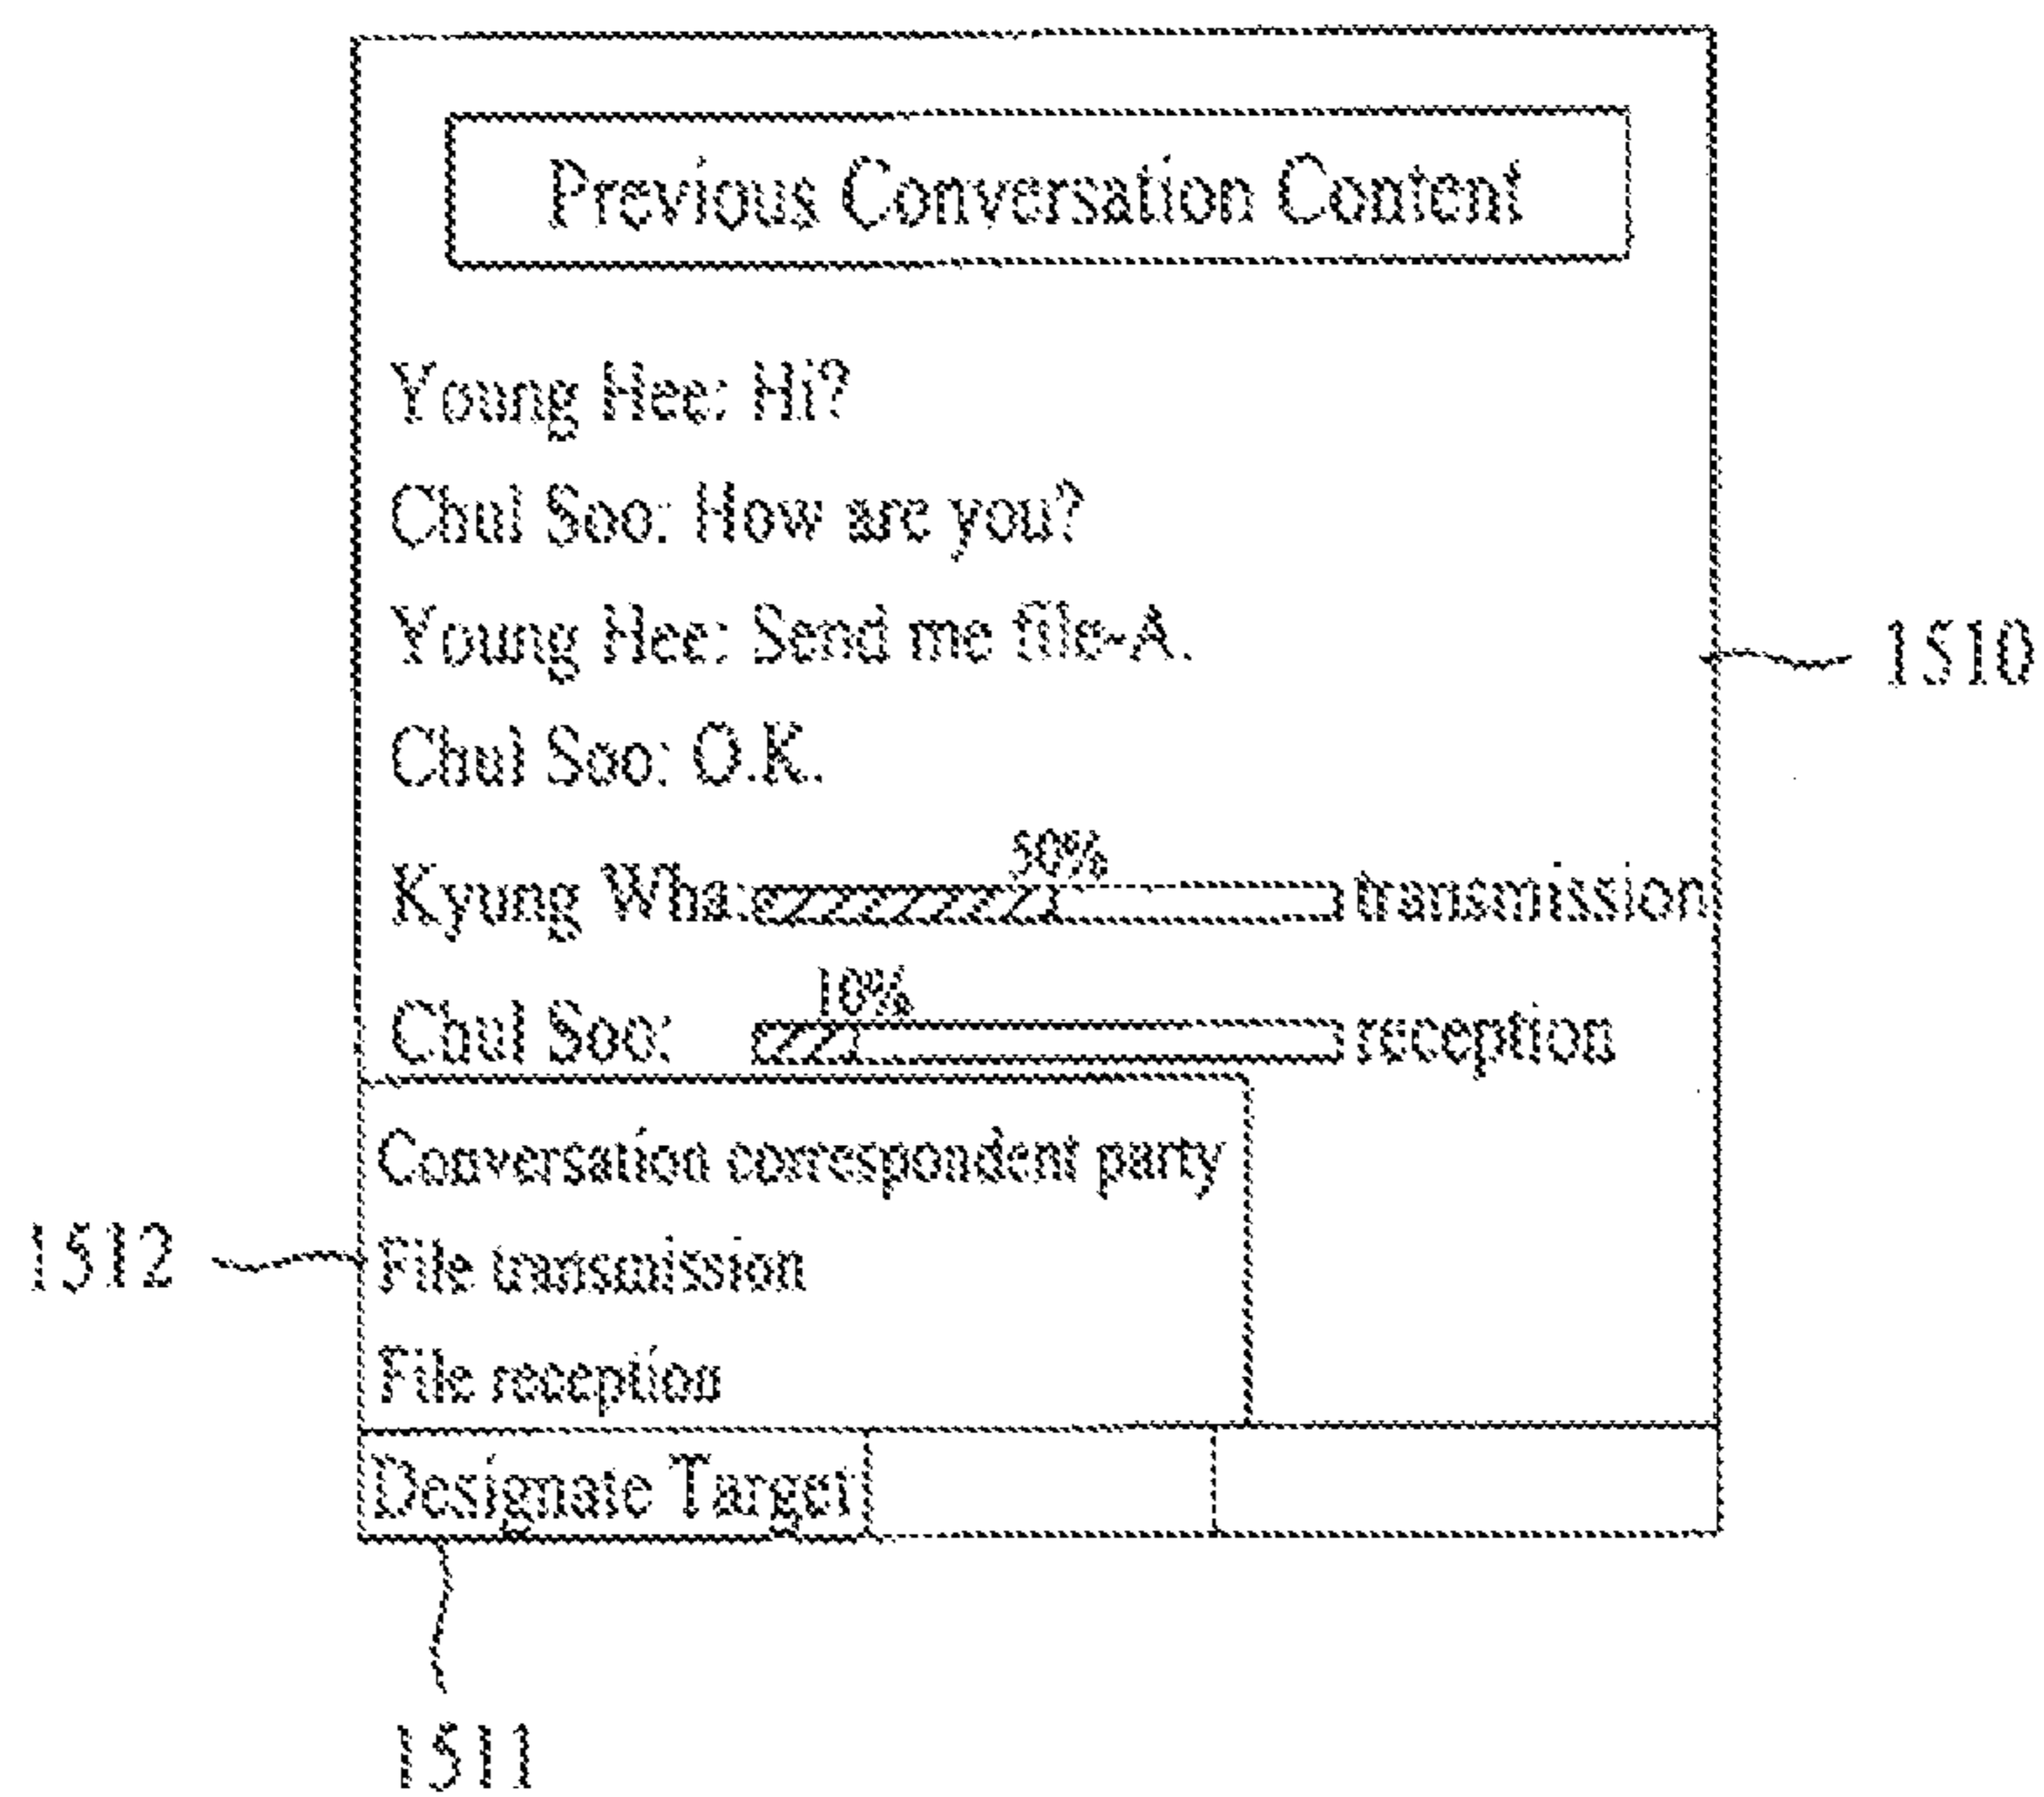 Previous Conversation Content
Young Hee: Hi?
Chul Soo: How are you?
Young Hee: Send me file-A.
1510
Chul Soo: O.K.
50%
Kyung Wha: transmission
10%
Chul Soo: reception
Conversation correspondent party
1512
File transmission
File reception
Designate Target
1511